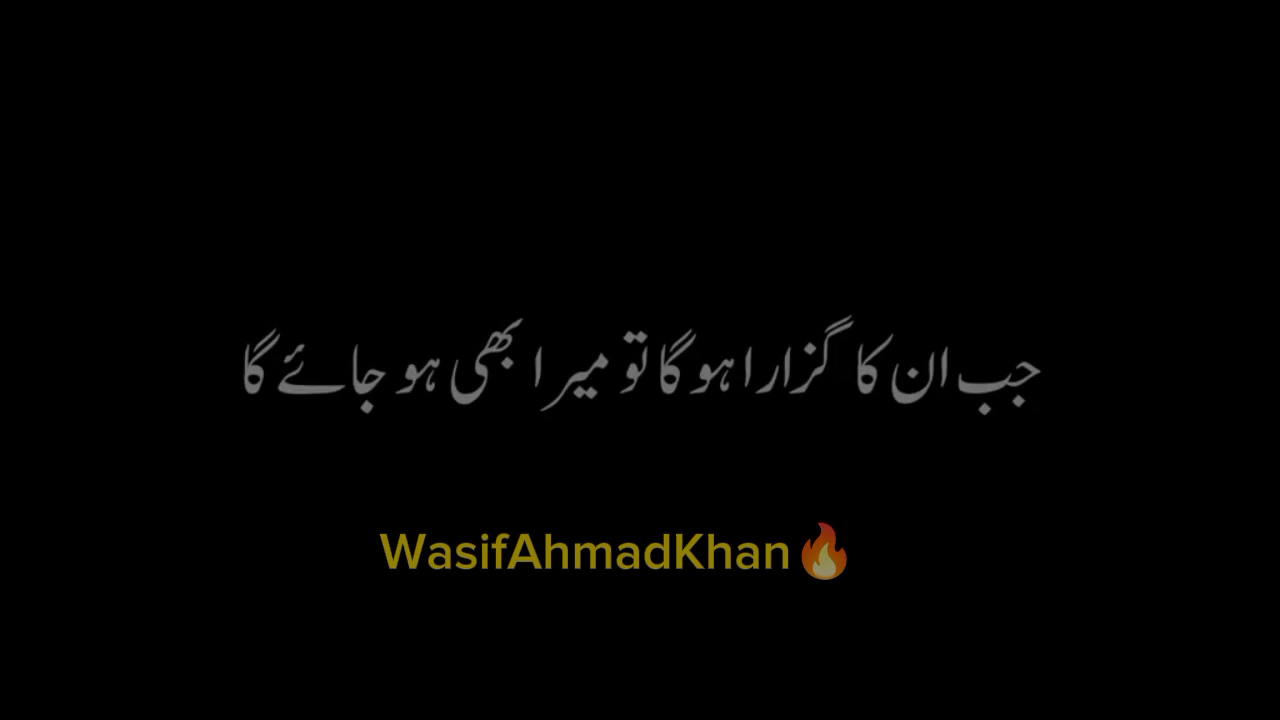 جب ان کا گزارا ہو گا تو میرا بھی ہو جائے گا
WasifAhmadKhan🔥